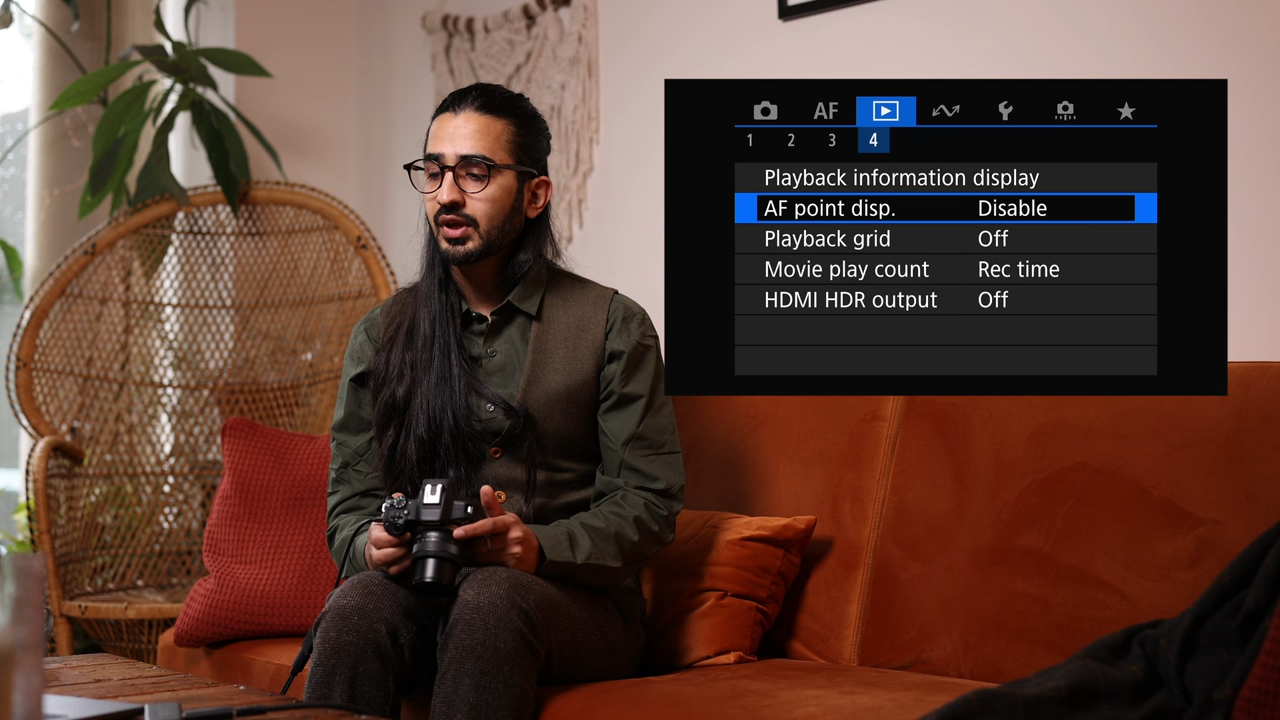 AF
1 2 3 4
Playback information display
AF point disp. Disable
Playback grid Off
Movie play count Rec time
HDMI HDR output Off